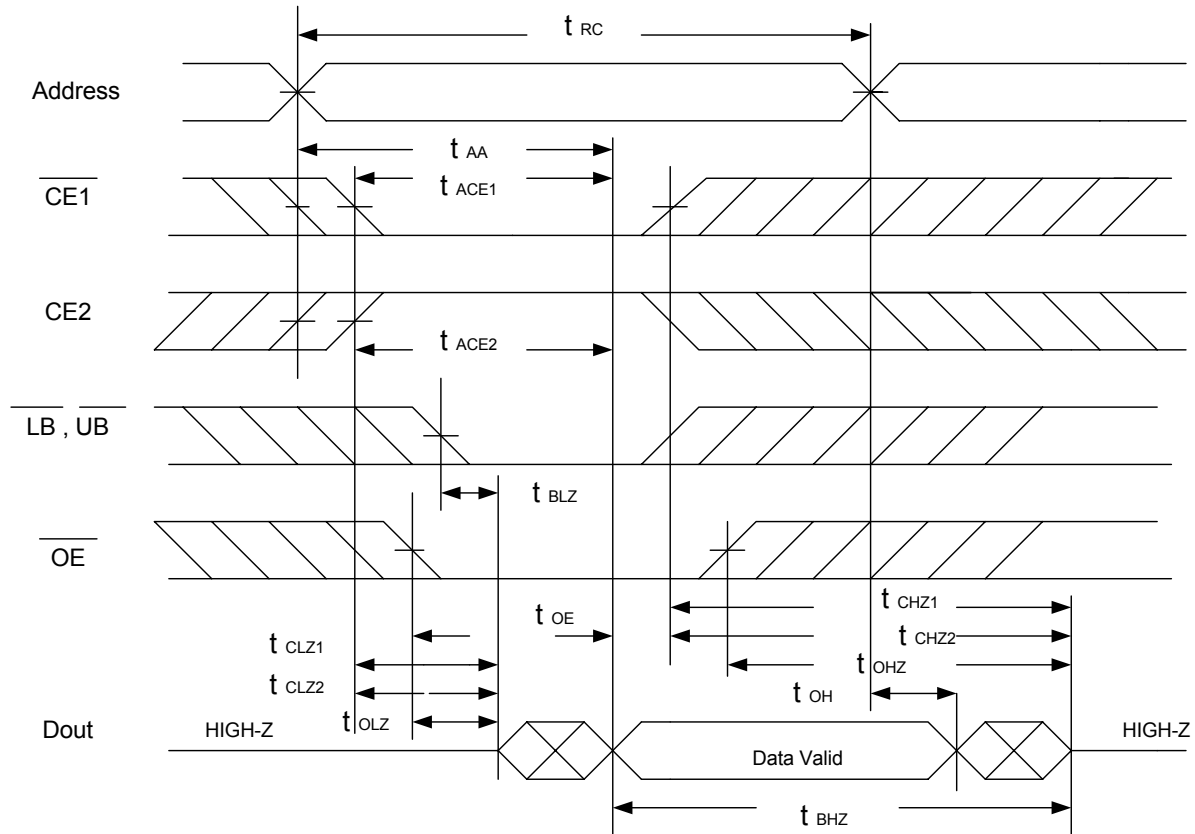 t RC
Address
t AA
CE1
t ACE1
CE2
t ACE2
LB , UB
t BLZ
OE
t OE
t CHZ1
t CLZ1
t CHZ2
t CLZ2
t OHZ
t OLZ
t OH
Dout
HIGH-Z
Data Valid
HIGH-Z
t BHZ